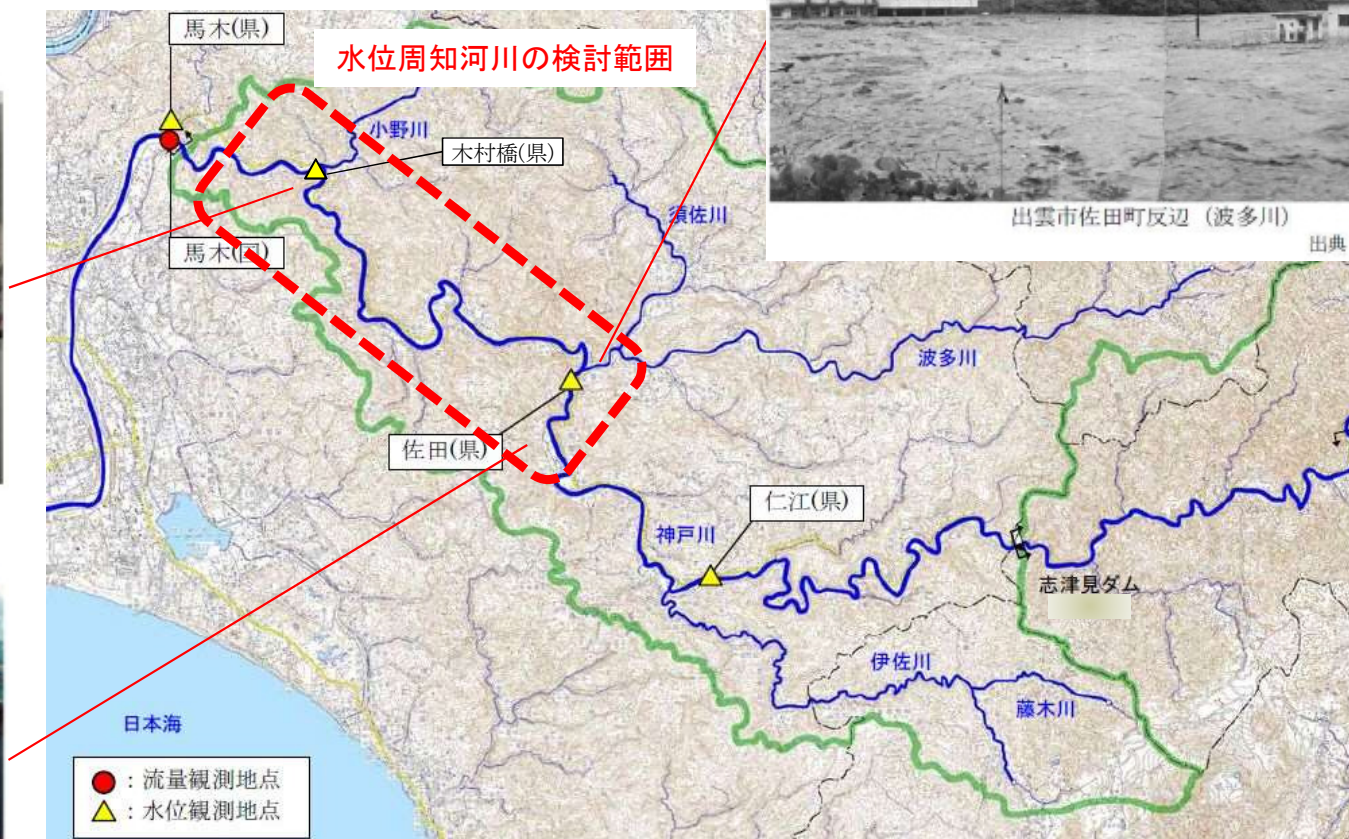 馬木(県)
水位周知河川の検討範囲
小野川
木村橋(県)
須佐川
馬木(国)
出雲市佐田町反辺（波多川）
出典
波多川
佐田(県)
仁江(県)
神戸川
志津見ダム
伊佐川
藤木川
日本海
：流量観測地点
：水位観測地点